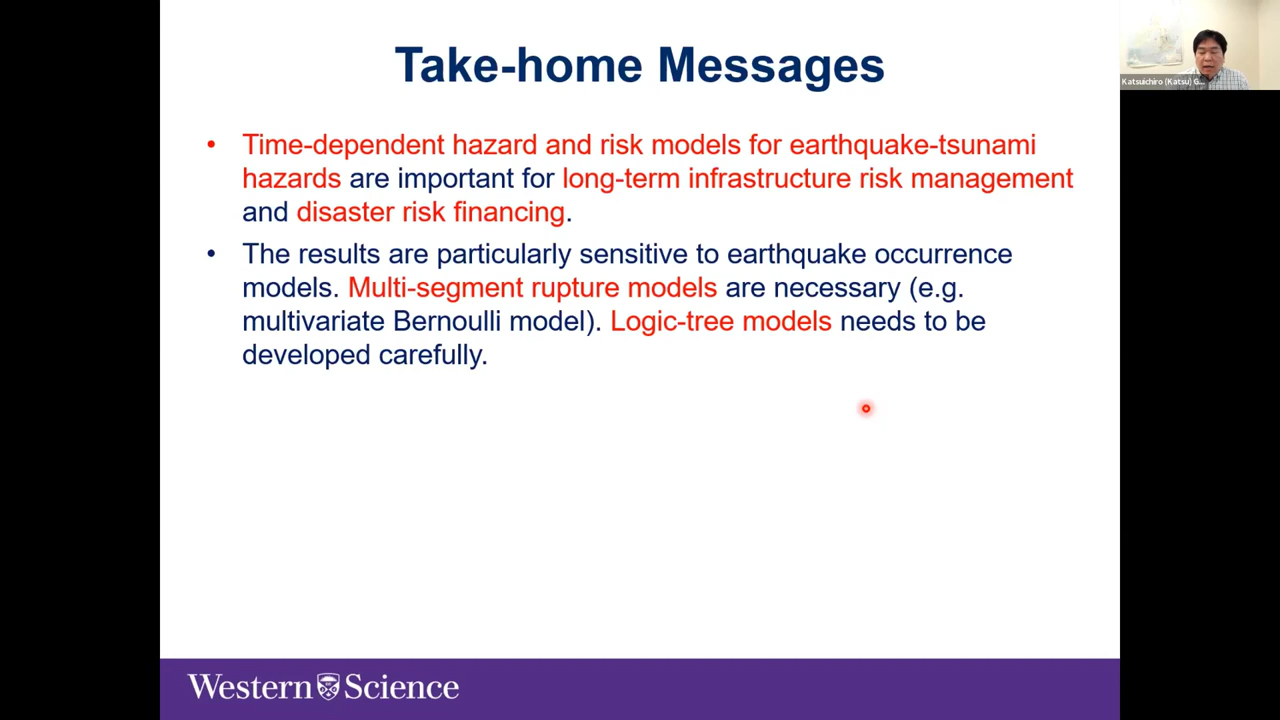 Take-home Messages
• Time-dependent hazard and risk models for earthquake-tsunami
hazards are important for long-term infrastructure risk management
and disaster risk financing.
• The results are particularly sensitive to earthquake occurrence
models. Multi-segment rupture models are necessary (e.g.
multivariate Bernoulli model). Logic-tree models needs to be
developed carefully.
Katsuichiro (Katsu) G...
Western Science